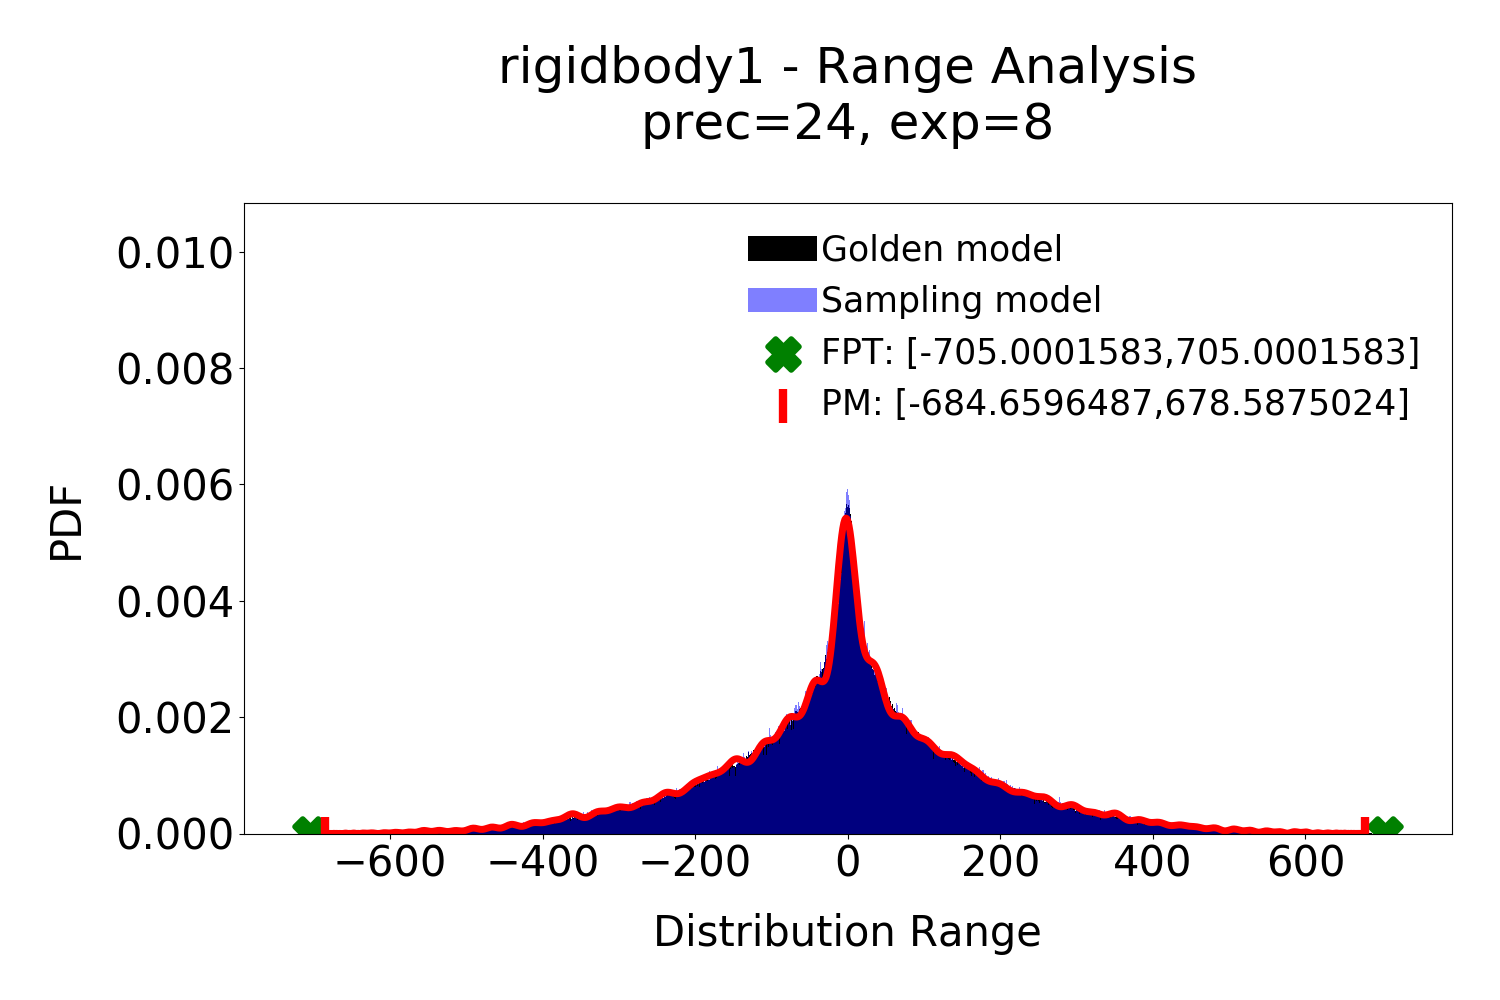 rigidbody1 - Range Analysis
prec=24, exp=8
Golden model
Sampling model
FPT: [-705.0001583,705.0001583]
PM: [-684.6596487,678.5875024]
0.010
0.008
0.006
0.004
0.002
0.000
PDF
−600 −400 −200 0 200 400 600
Distribution Range